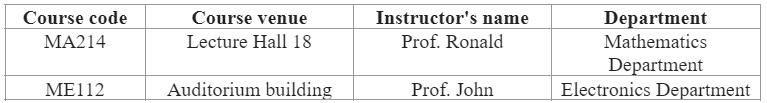 Course code Course venue Instructor's name Department
MA214 Lecture Hall 18 Prof. Ronald Mathematics
Department
ME112 Auditorium building Prof. John Electronics Department